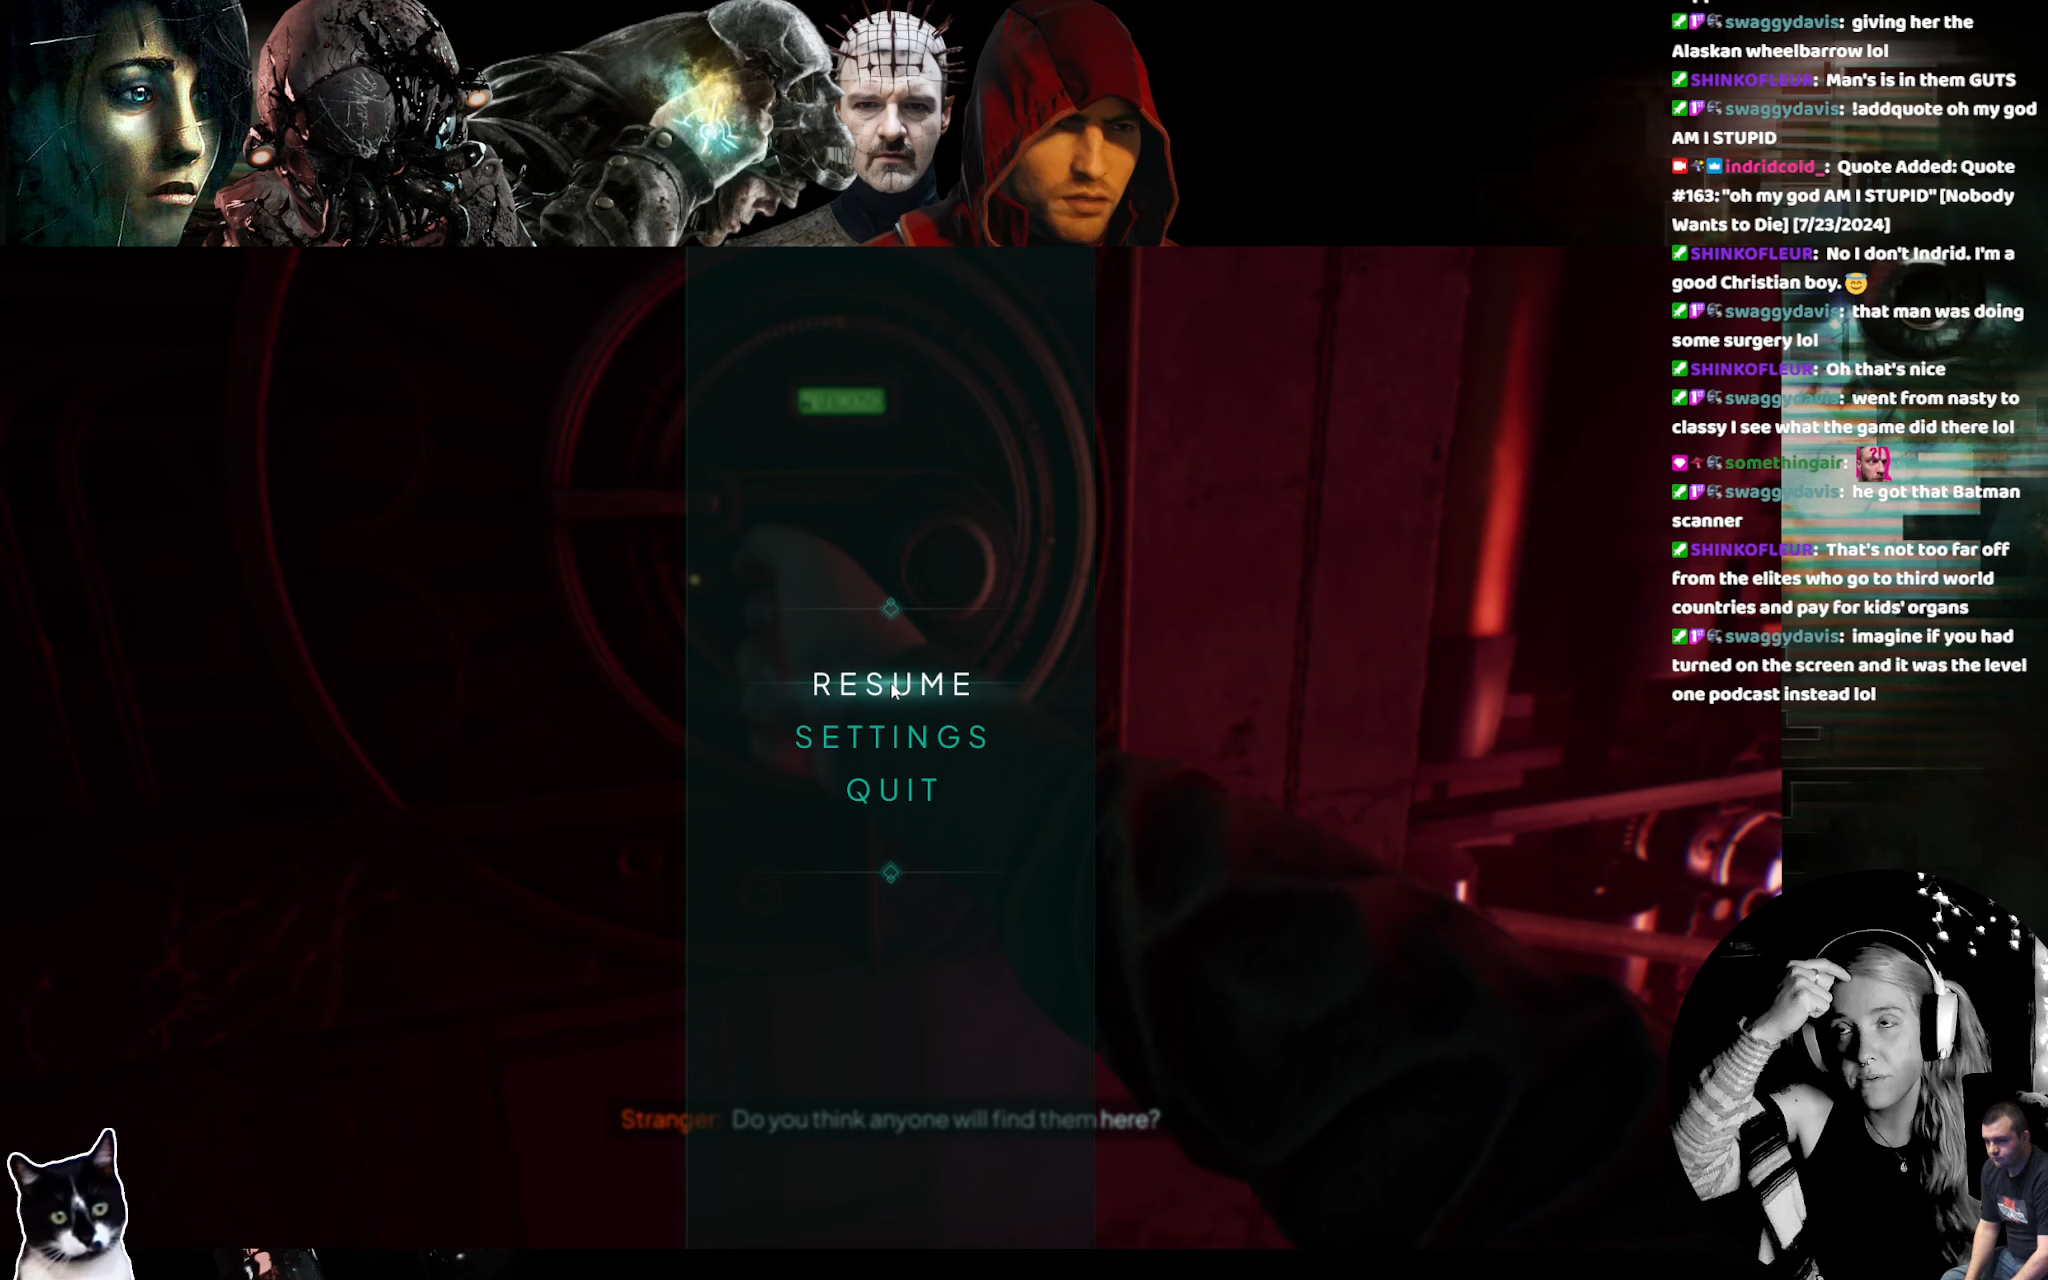 swaggydavis: giving her the
Alaskan wheelbarrow lol
SHINKOFLEUR: Man's is in them GUTS
swaggydavis: !addquote oh my god
AM I STUPID
indridcold_: Quote Added: Quote
#163: "oh my god AM I STUPID" [Nobody
Wants to Die] [7/23/2024]
SHINKOFLEUR: No I don't Indrid. I'm a
good Christian boy. 😇
swaggydavis: that man was doing
some surgery lol
SHINKOFLEUR: Oh that's nice
swaggydavis: went from nasty to
classy I see what the game did there lol
somethingair:
swaggydavis: he got that Batman
scanner
SHINKOFLEUR: That's not too far off
from the elites who go to third world
countries and pay for kids' organs
swaggydavis: imagine if you had
turned on the screen and it was the level
one podcast instead lol
RESUME
SETTINGS
QUIT
Stranger: Do you think anyone will find them here?